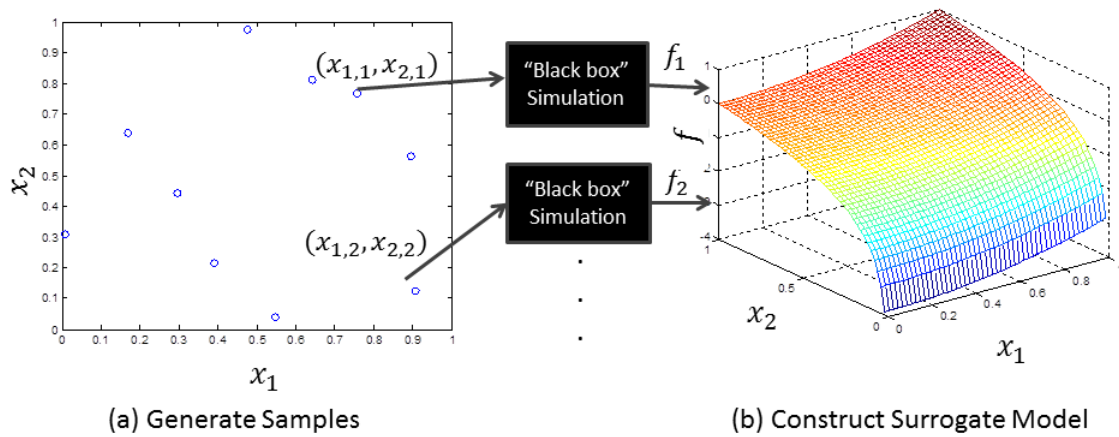 1
0.9
0.8
0.7
0.6
0.5
0.4
0.3
0.2
0.1
0
x₂
0 0.1 0.2 0.3 0.4 0.5 0.6 0.7 0.8 0.9 1
x₁
(x₁,₁, x₂,₁)
(x₁,₂, x₂,₂)
“Black box”
Simulation
f₁
“Black box”
Simulation
f₂
.
.
.
1
0
-1
-2
-3
-4
f
1
0.5
0
x₂
0 0.2 0.4 0.6 0.8
x₁
(a) Generate Samples
(b) Construct Surrogate Model